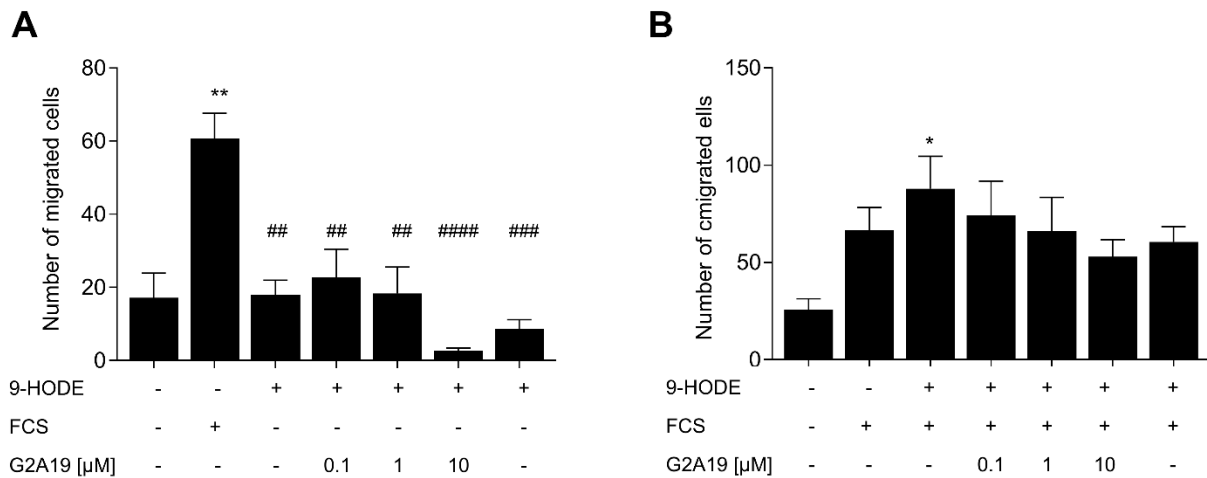 A
Number of migrated cells
80
60
40
20
0
**
##
##
##
####
###
9-HODE - - + + + + +
FCS - + - - - - -
G2A19 [µM] - - - 0.1 1 10 -
B
Number of cmigrated ells
150
100
50
0
*
9-HODE - - + + + + +
FCS - + + + + + +
G2A19 [µM] - - - 0.1 1 10 -